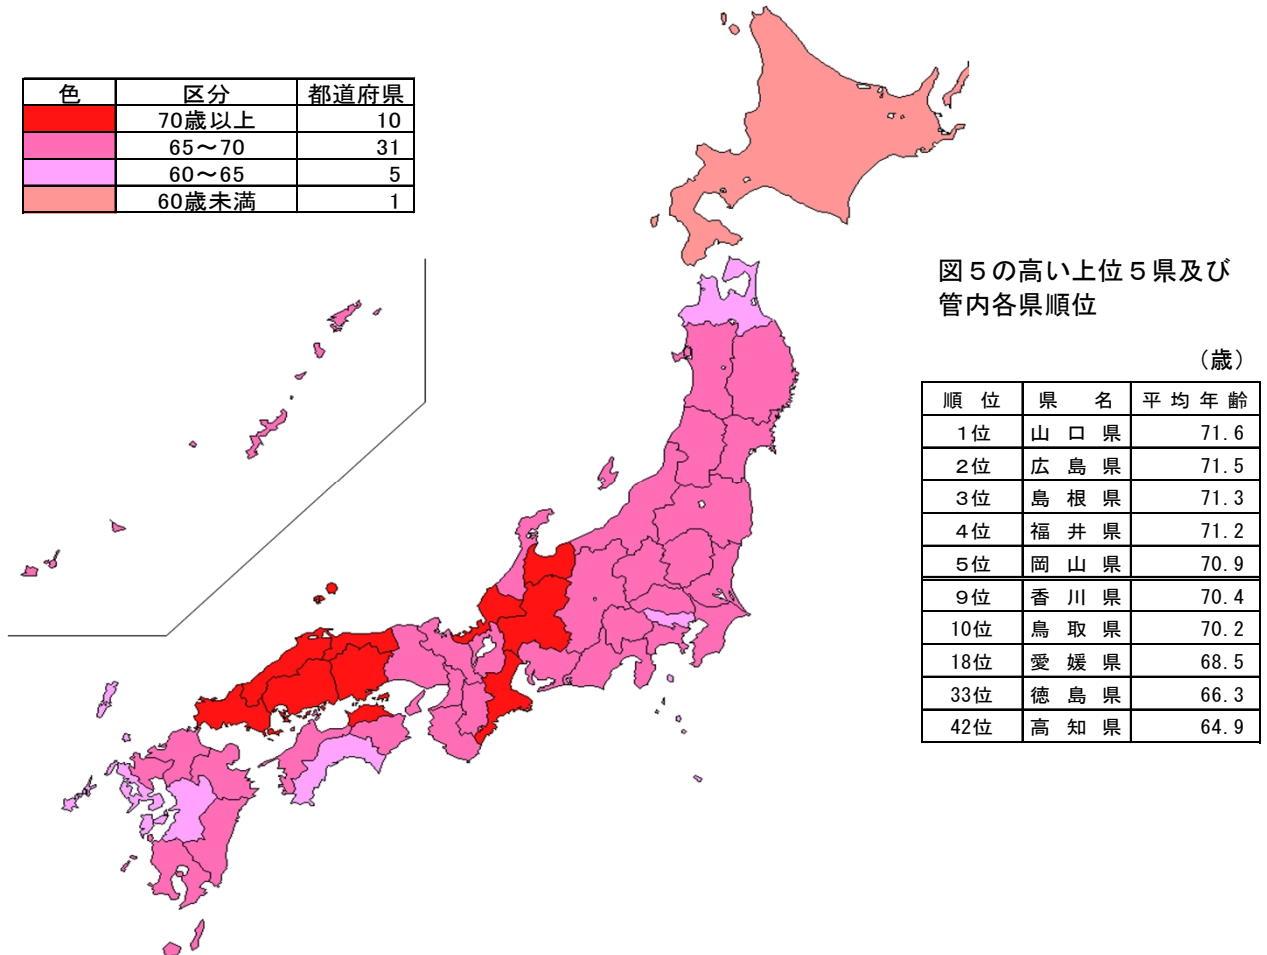 色 区分 都道府県
70歳以上 10
65～70 31
60～65 5
60歳未満 1
図５の高い上位５県及び
管内各県順位
（歳）
順位 県名 平均年齢
1位 山口県 71.6
2位 広島県 71.5
3位 島根県 71.3
4位 福井県 71.2
5位 岡山県 70.9
9位 香川県 70.4
10位 鳥取県 70.2
18位 愛媛県 68.5
33位 徳島県 66.3
42位 高知県 64.9